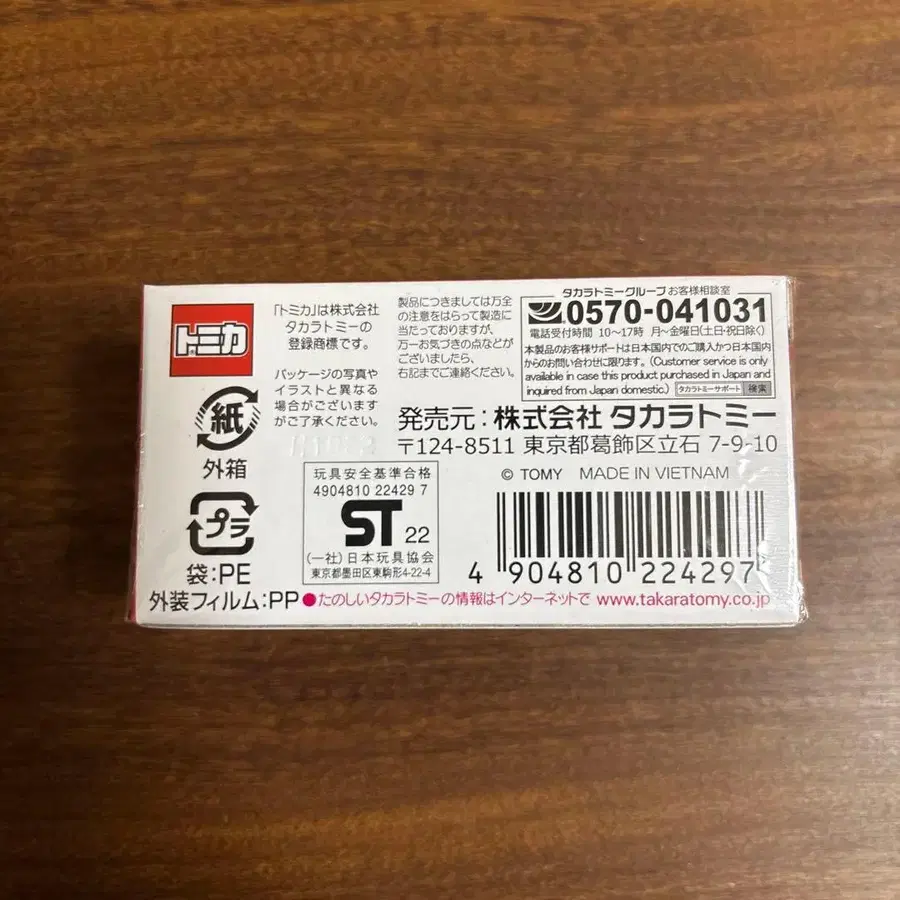 トミカ
「トミカ」は株式会社
タカラトミーの
登録商標です。
パッケージの写真や
イラストと異なる
場合がございます
がご了承ください。
製品につきましては万全
の注意をはらって製造に
当たっておりますが、
万一お気づきの点などが
ございましたら、
右記までご連絡ください。
タカラトミーグループ お客様相談室
0570-041031
電話受付時間 10〜17時 月〜金曜日(土日・祝日除く)
本製品のお客様サポートは日本国内でのご購入かつ日本国内
からのお問い合わせに限ります。(Customer service is only
available in case this product purchased in Japan and
inquired from Japan domestic.) タカラトミーサポート 検索
発売元:株式会社 タカラトミー
〒124-8511 東京都葛飾区立石 7-9-10
© TOMY MADE IN VIETNAM
紙
外箱
プラ
袋:PE
外装フィルム:PP
玩具安全基準合格
4904810 22429 7
ST 22
(一社)日本玩具協会
東京都墨田区東駒形4-22-4
4 904810 224297
●たのしいタカラトミーの情報はインターネットで www.takaratomy.co.jp